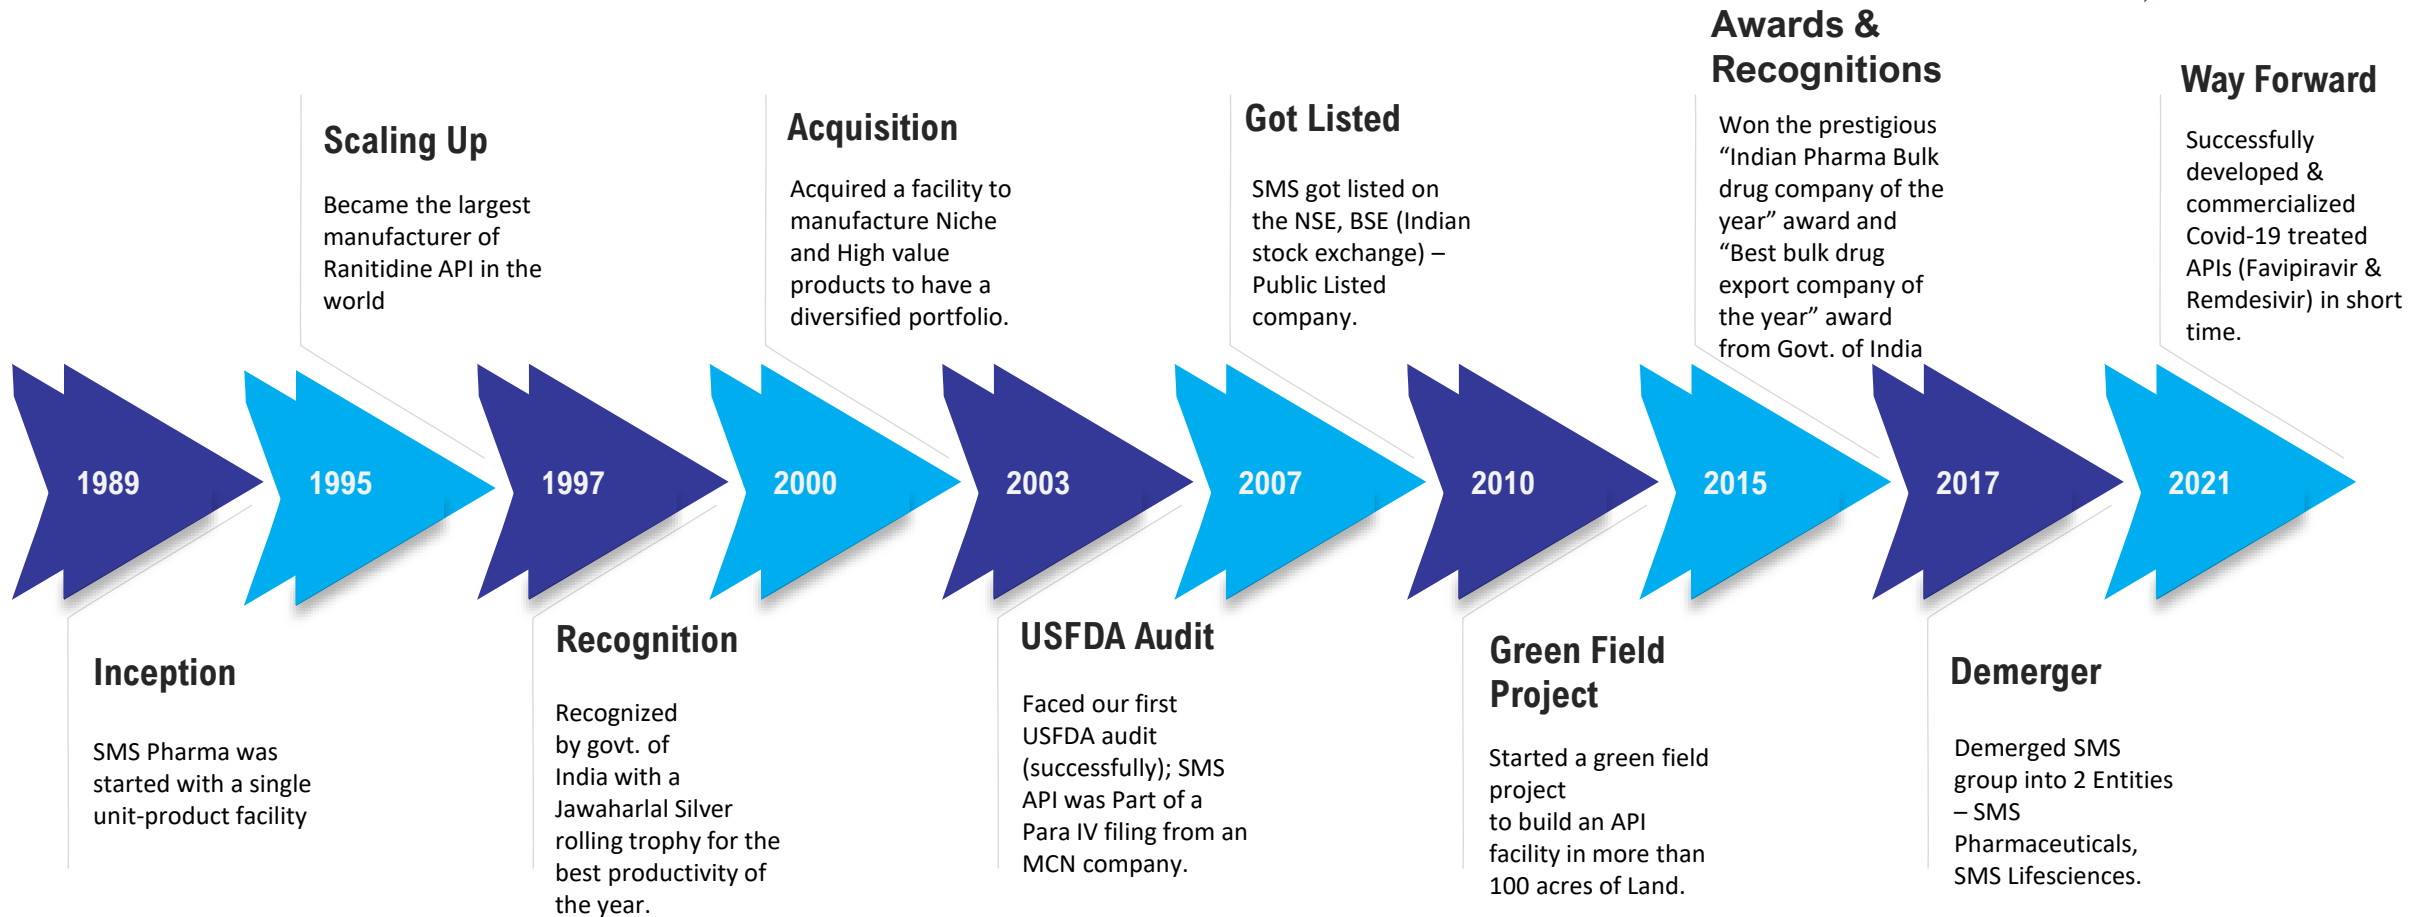 Scaling Up
Became the largest
manufacturer of
Ranitidine API in the
world
Acquisition
Acquired a facility to
manufacture Niche
and High value
products to have a
diversified portfolio.
Got Listed
SMS got listed on
the NSE, BSE (Indian
stock exchange) –
Public Listed
company.
Awards &
Recognitions
Won the prestigious
“Indian Pharma Bulk
drug company of the
year” award and
“Best bulk drug
export company of
the year” award
from Govt. of India
Way Forward
Successfully
developed &
commercialized
Covid-19 treated
APIs (Favipiravir &
Remdesivir) in short
time.
1989
1995
1997
2000
2003
2007
2010
2015
2017
2021
Inception
SMS Pharma was
started with a single
unit-product facility
Recognition
Recognized
by govt. of
India with a
Jawaharlal Silver
rolling trophy for the
best productivity of
the year.
USFDA Audit
Faced our first
USFDA audit
(successfully); SMS
API was Part of a
Para IV filing from an
MCN company.
Green Field
Project
Started a green field
project
to build an API
facility in more than
100 acres of Land.
Demerger
Demerged SMS
group into 2 Entities
– SMS
Pharmaceuticals,
SMS Lifesciences.